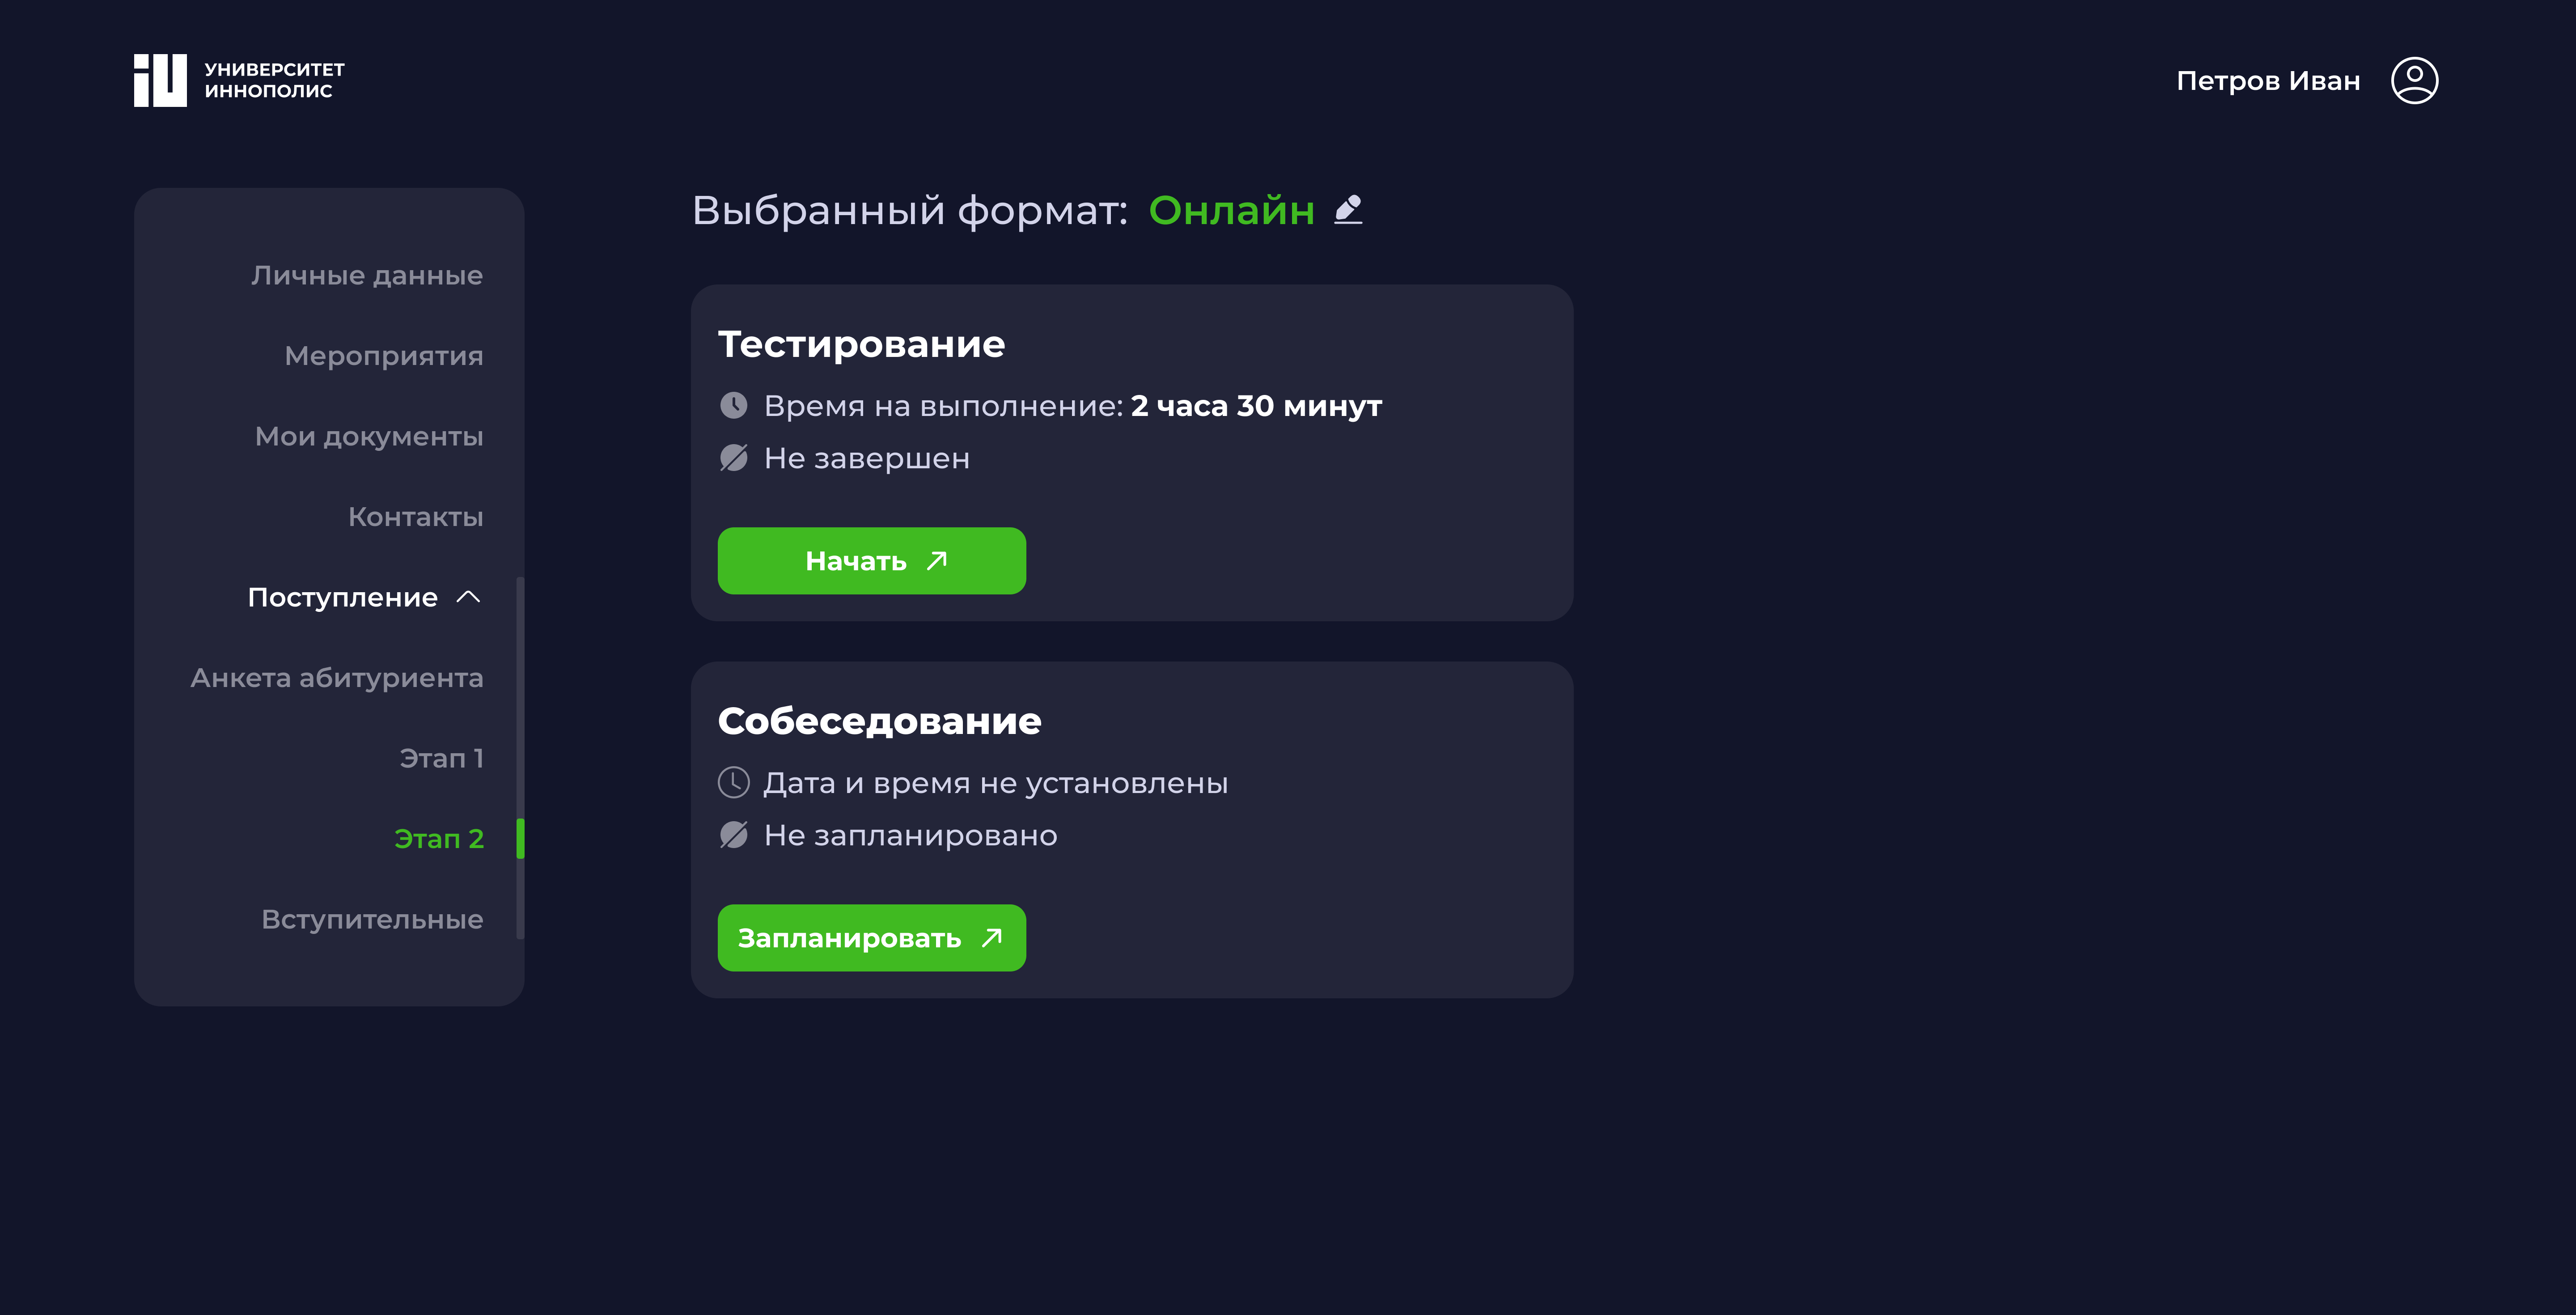 УНИВЕРСИТЕТ
ИННОПОЛИС
Петров Иван
Личные данные
Мероприятия
Мои документы
Контакты
Поступление
Анкета абитуриента
Этап 1
Этап 2
Вступительные
Выбранный формат: Онлайн
Тестирование
Время на выполнение: 2 часа 30 минут
Не завершен
Начать
Собеседование
Дата и время не установлены
Не запланировано
Запланировать